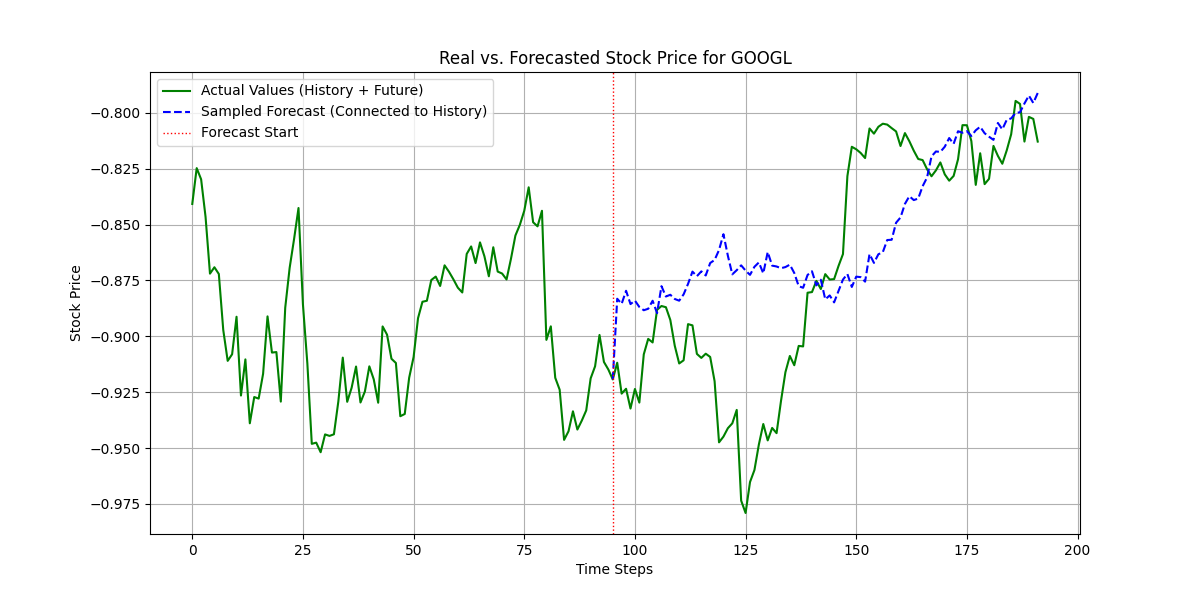 Real vs. Forecasted Stock Price for GOOGL
Actual Values (History + Future)
Sampled Forecast (Connected to History)
Forecast Start
Stock Price
−0.800
−0.825
−0.850
−0.875
−0.900
−0.925
−0.950
−0.975
0 25 50 75 100 125 150 175 200
Time Steps